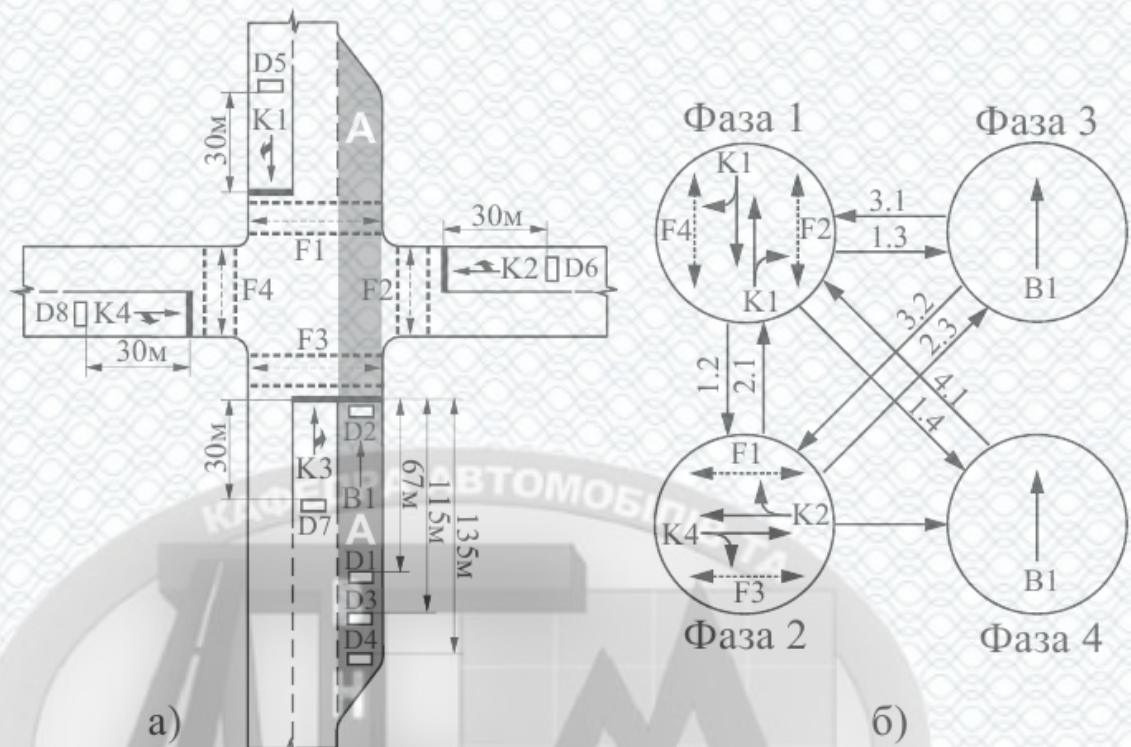 D5
K1
30м
A
F1
30м
K2
D6
F4
F2
D8
K4
30м
F3
D2
30м
K3
B1
67м
115м
135м
D7
КАФЕДРА АВТОМОБІЛІ ТА
A
D1
D3
D4
Н
а)
Фаза 1
Фаза 3
K1
F4
F2
K1
3.1
1.3
B1
3.2
2.3
1.2
2.1
4.1
1.4
F1
K2
K4
F3
B1
Фаза 2
Фаза 4
б)